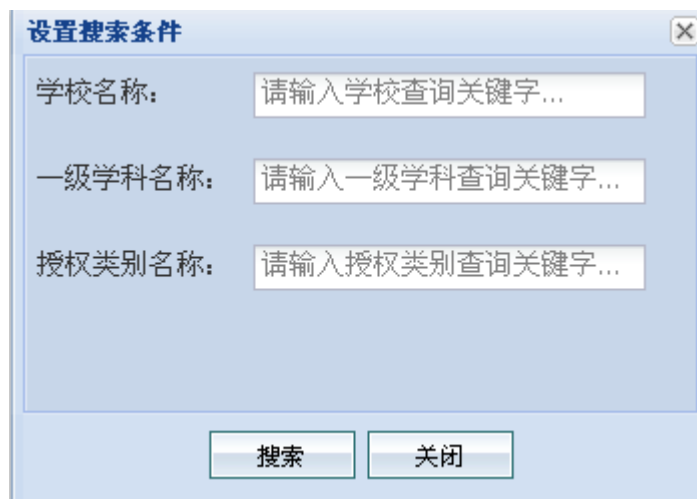 设置搜索条件
学校名称： 请输入学校查询关键字...
一级学科名称： 请输入一级学科查询关键字...
授权类别名称： 请输入授权类别查询关键字...
搜索 关闭